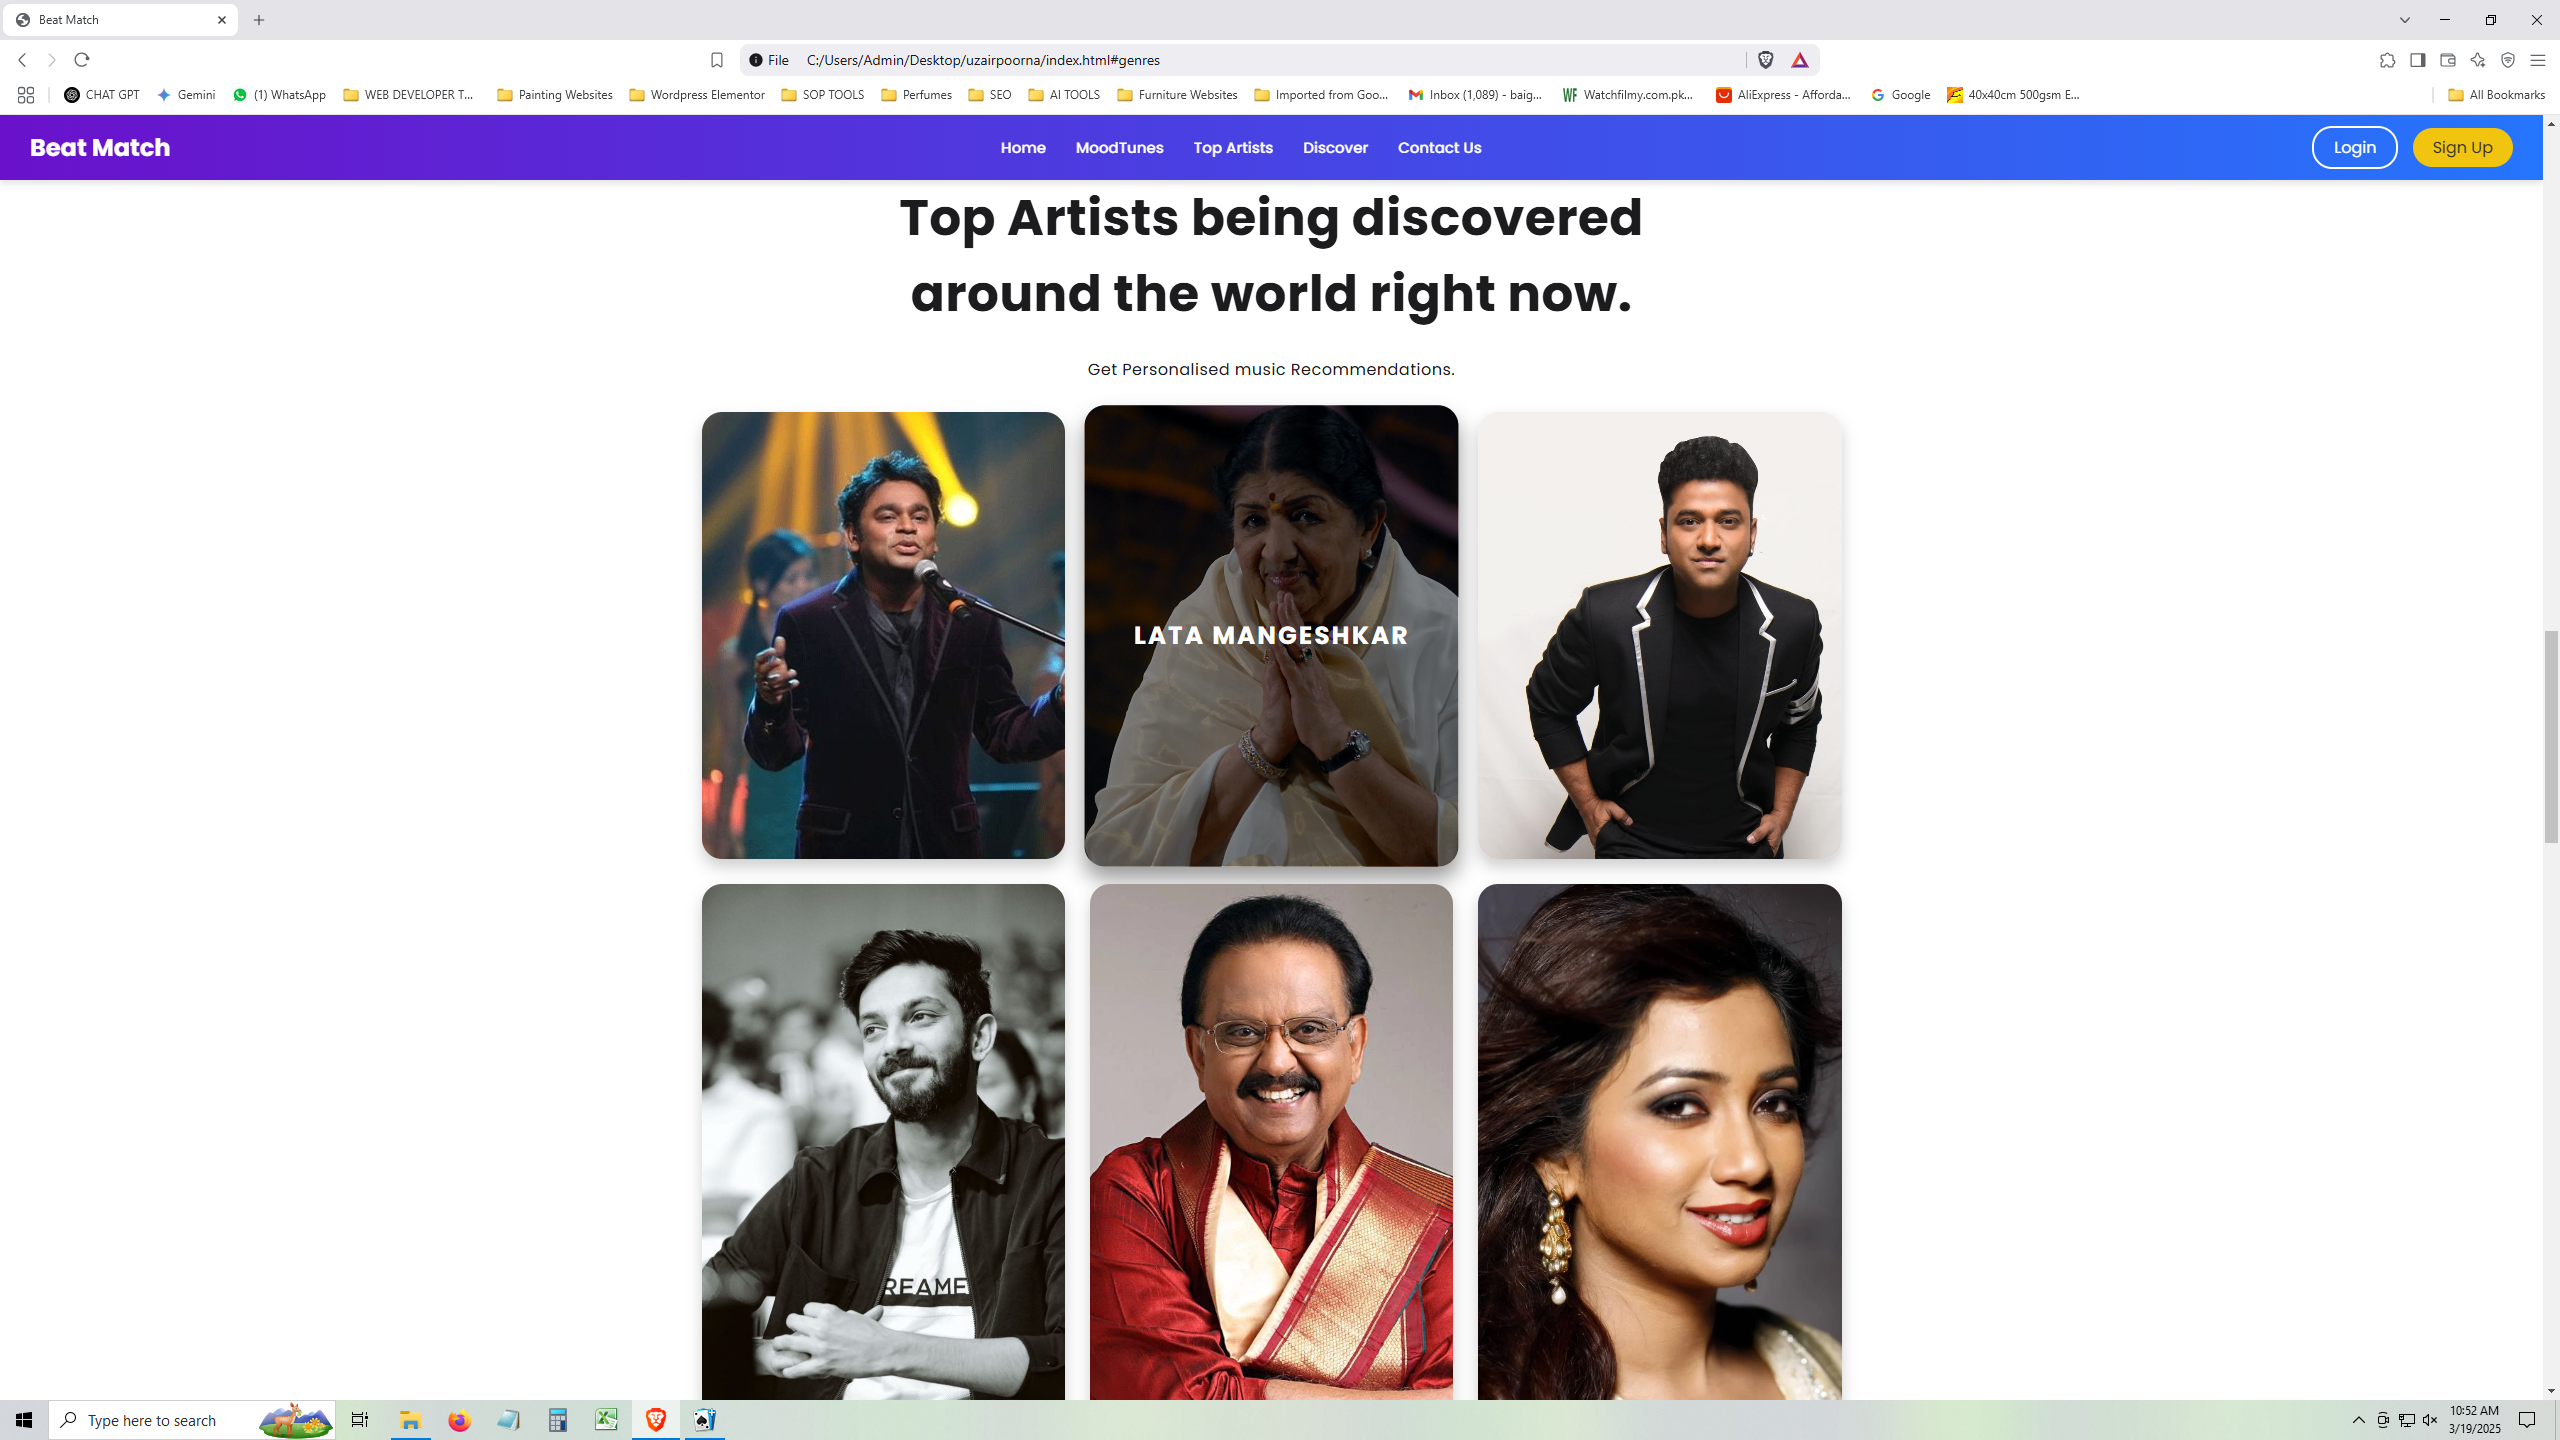 Beat Match
File C:/Users/Admin/Desktop/uzairpoorna/index.html#genres
CHAT GPT Gemini (1) WhatsApp WEB DEVELOPER T... Painting Websites Wordpress Elementor SOP TOOLS Perfumes SEO AI TOOLS Furniture Websites Imported from Goo... Inbox (1,089) - baig... Watchfilmy.com.pk... AliExpress - Afforda... Google 40x40cm 500gsm E... All Bookmarks
Beat Match Home MoodTunes Top Artists Discover Contact Us Login Sign Up
Top Artists being discovered
around the world right now.
Get Personalised music Recommendations.
LATA MANGESHKAR
REAME
Type here to search
10:52 AM
3/19/2025